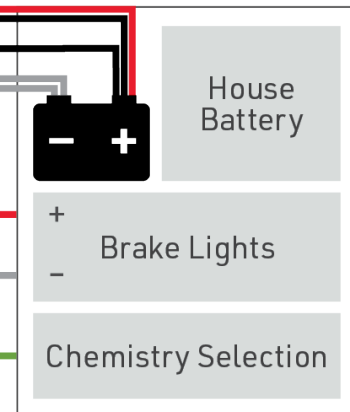 House
Battery
− +
+
Brake Lights
−
Chemistry Selection